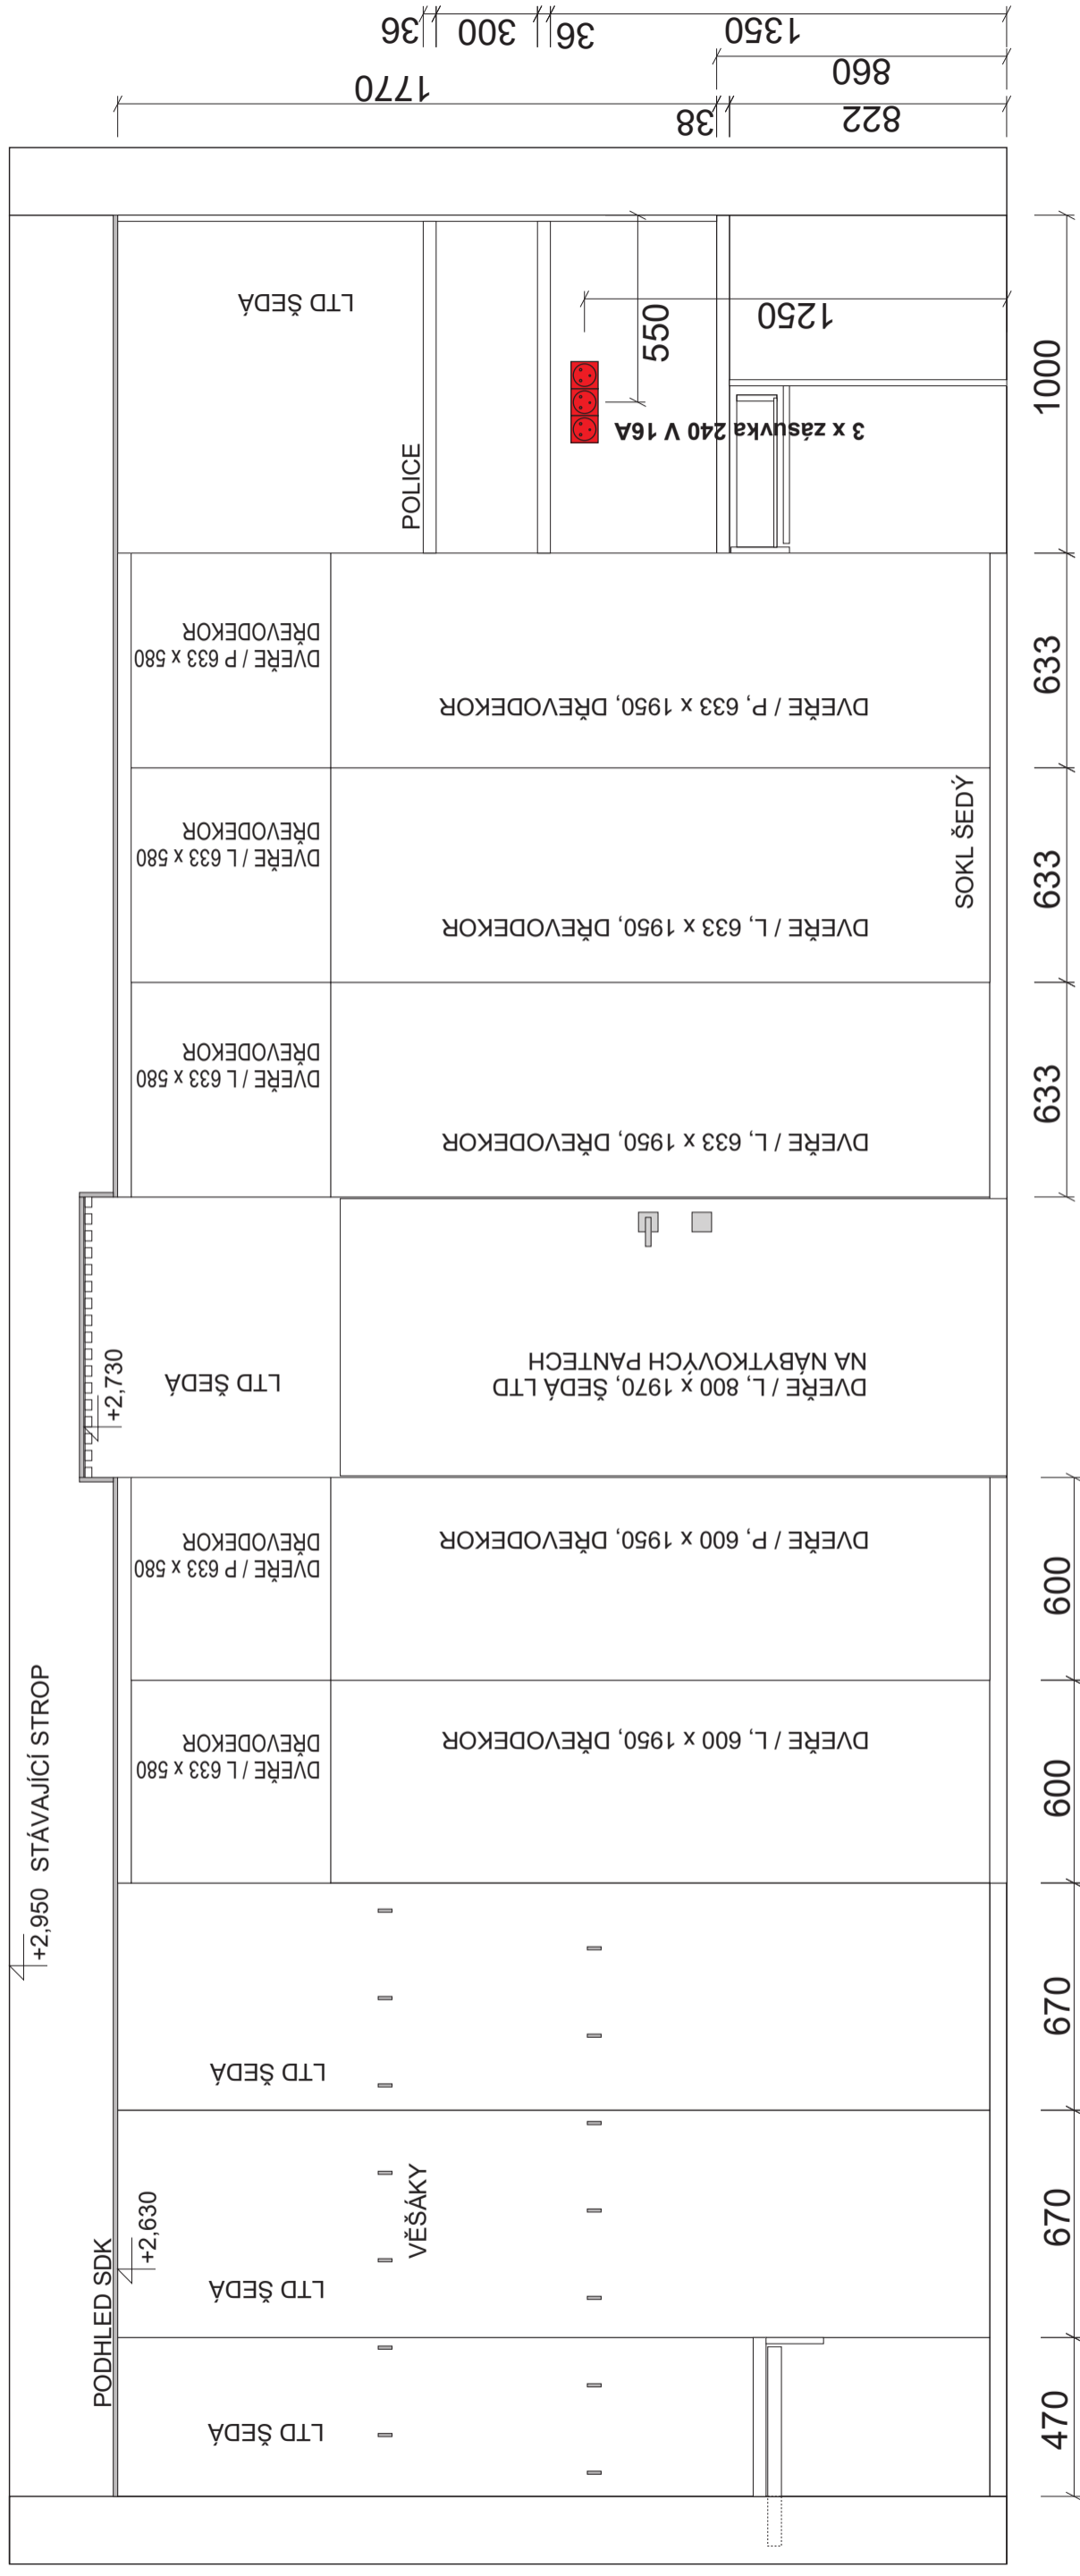 +2,950 STÁVAJÍCÍ STROP
PODHLED SDK
+2,630
+2,730
LTD ŠEDÁ
LTD ŠEDÁ
LTD ŠEDÁ
VĚŠÁKY
DVEŘE / L 633 x 580
DŘEVODEKOR
DVEŘE / P 633 x 580
DŘEVODEKOR
DVEŘE / L, 600 x 1950, DŘEVODEKOR
DVEŘE / P, 600 x 1950, DŘEVODEKOR
LTD ŠEDÁ
DVEŘE / L, 800 x 1970, ŠEDÁ LTD
NA NÁBYTKOVÝCH PANTECH
DVEŘE / L 633 x 580
DŘEVODEKOR
DVEŘE / L 633 x 580
DŘEVODEKOR
DVEŘE / P 633 x 580
DŘEVODEKOR
DVEŘE / L, 633 x 1950, DŘEVODEKOR
DVEŘE / L, 633 x 1950, DŘEVODEKOR
DVEŘE / P, 633 x 1950, DŘEVODEKOR
SOKL ŠEDÝ
LTD ŠEDÁ
POLICE
3 x zásuvka 240 V 16A
550
1250
1770
38
822
860
36
300
36
1350
470
670
670
600
600
633
633
633
1000